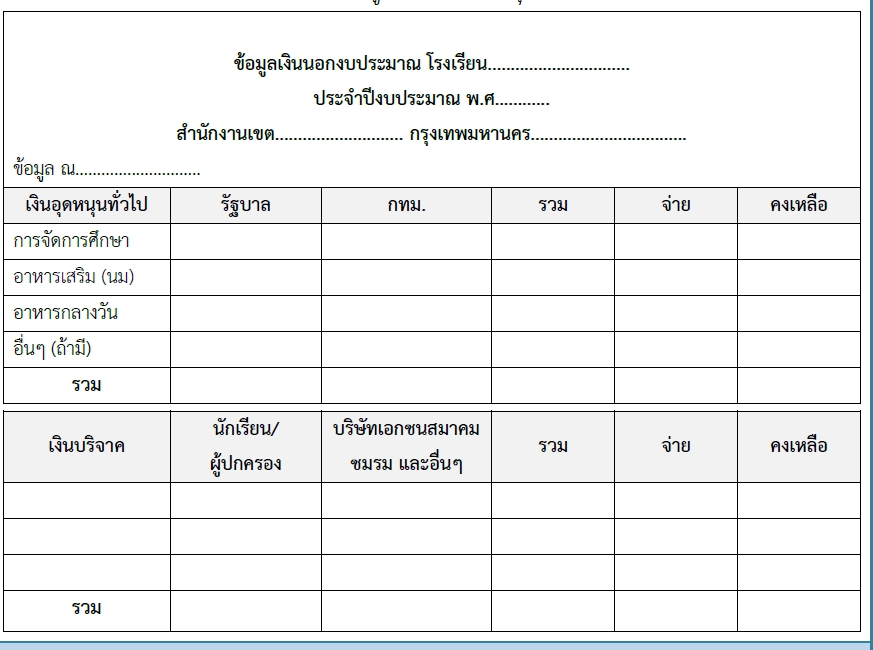 ข้อมูลเงินนอกงบประมาณ โรงเรียน...............................
ประจำปีงบประมาณ พ.ศ............
สำนักงานเขต............................ กรุงเทพมหานคร..................................
ข้อมูล ณ.............................
เงินอุดหนุนทั่วไป รัฐบาล กทม. รวม จ่าย คงเหลือ
การจัดการศึกษา
อาหารเสริม (นม)
อาหารกลางวัน
อื่นๆ (ถ้ามี)
รวม
เงินบริจาค นักเรียน/ บริษัทเอกชนสมาคม รวม จ่าย คงเหลือ
ผู้ปกครอง ชมรม และอื่นๆ
รวม